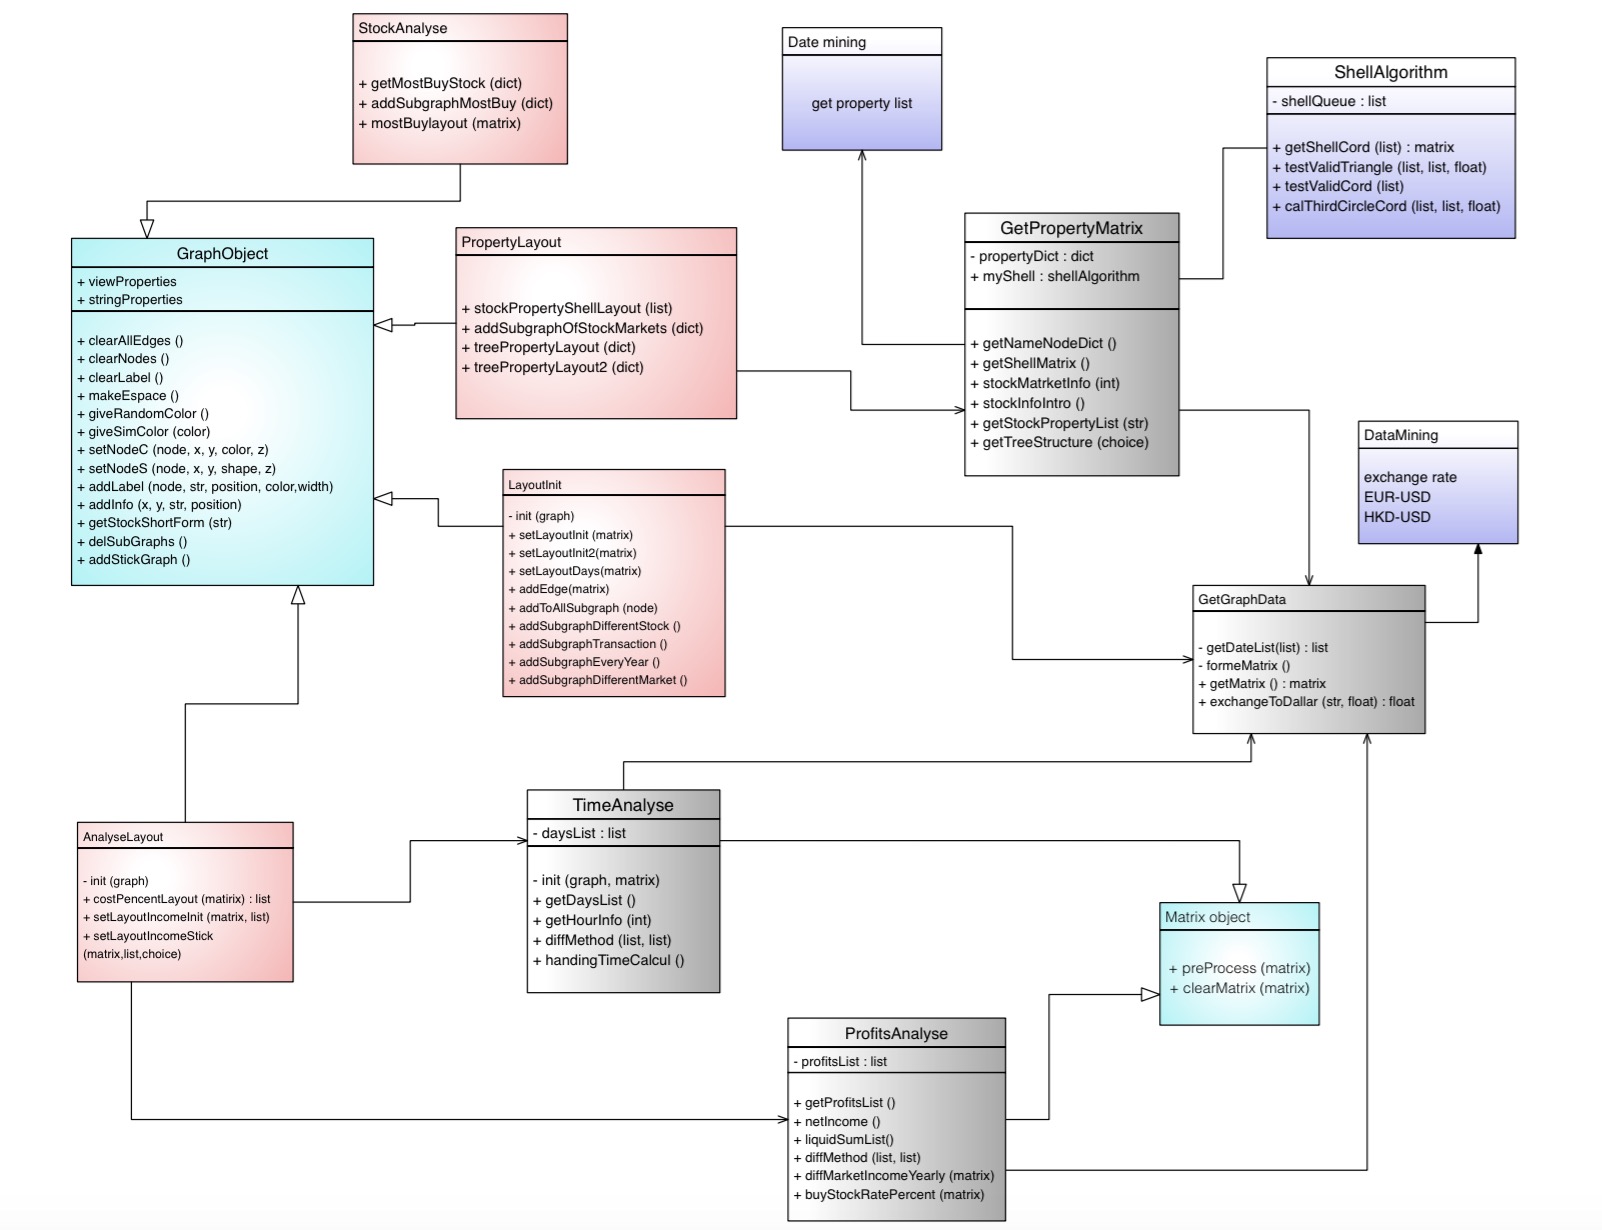 StockAnalyse
+ getMostBuyStock (dict)
+ addSubgraphMostBuy (dict)
+ mostBuylayout (matrix)
Date mining
get property list
ShellAlgorithm
- shellQueue : list
+ getShellCord (list) : matrix
+ testValidTriangle (list, list, float)
+ testValidCord (list)
+ calThirdCircleCord (list, list, float)
GraphObject
+ viewProperties
+ stringProperties
+ clearAllEdges ()
+ clearNodes ()
+ clearLabel ()
+ makeEspace ()
+ giveRandomColor ()
+ giveSimColor (color)
+ setNodeC (node, x, y, color, z)
+ setNodeS (node, x, y, shape, z)
+ addLabel (node, str, position, color,width)
+ addInfo (x, y, str, position)
+ getStockShortForm (str)
+ delSubGraphs ()
+ addStickGraph ()
PropertyLayout
+ stockPropertyShellLayout (list)
+ addSubgraphOfStockMarkets (dict)
+ treePropertyLayout (dict)
+ treePropertyLayout2 (dict)
GetPropertyMatrix
- propertyDict : dict
+ myShell : shellAlgorithm
+ getNameNodeDict ()
+ getShellMatrix ()
+ stockMatrketInfo (int)
+ stockInfoIntro ()
+ getStockPropertyList (str)
+ getTreeStructure (choice)
DataMining
exchange rate
EUR-USD
HKD-USD
LayoutInit
- init (graph)
+ setLayoutInit (matrix)
+ setLayoutInit2(matrix)
+ setLayoutDays(matrix)
+ addEdge(matrix)
+ addToAllSubgraph (node)
+ addSubgraphDifferentStock ()
+ addSubgraphTransaction ()
+ addSubgraphEveryYear ()
+ addSubgraphDifferentMarket ()
GetGraphData
- getDateList(list) : list
- formeMatrix ()
+ getMatrix () : matrix
+ exchangeToDallar (str, float) : float
AnalyseLayout
- init (graph)
+ costPencentLayout (matirix) : list
+ setLayoutIncomeInit (matrix, list)
+ setLayoutIncomeStick
(matrix,list,choice)
TimeAnalyse
- daysList : list
- init (graph, matrix)
+ getDaysList ()
+ getHourInfo (int)
+ diffMethod (list, list)
+ handingTimeCalcul ()
Matrix object
+ preProcess (matrix)
+ clearMatrix (matrix)
ProfitsAnalyse
- profitsList : list
+ getProfitsList ()
+ netIncome ()
+ liquidSumList()
+ diffMethod (list, list)
+ diffMarketIncomeYearly (matrix)
+ buyStockRatePercent (matrix)